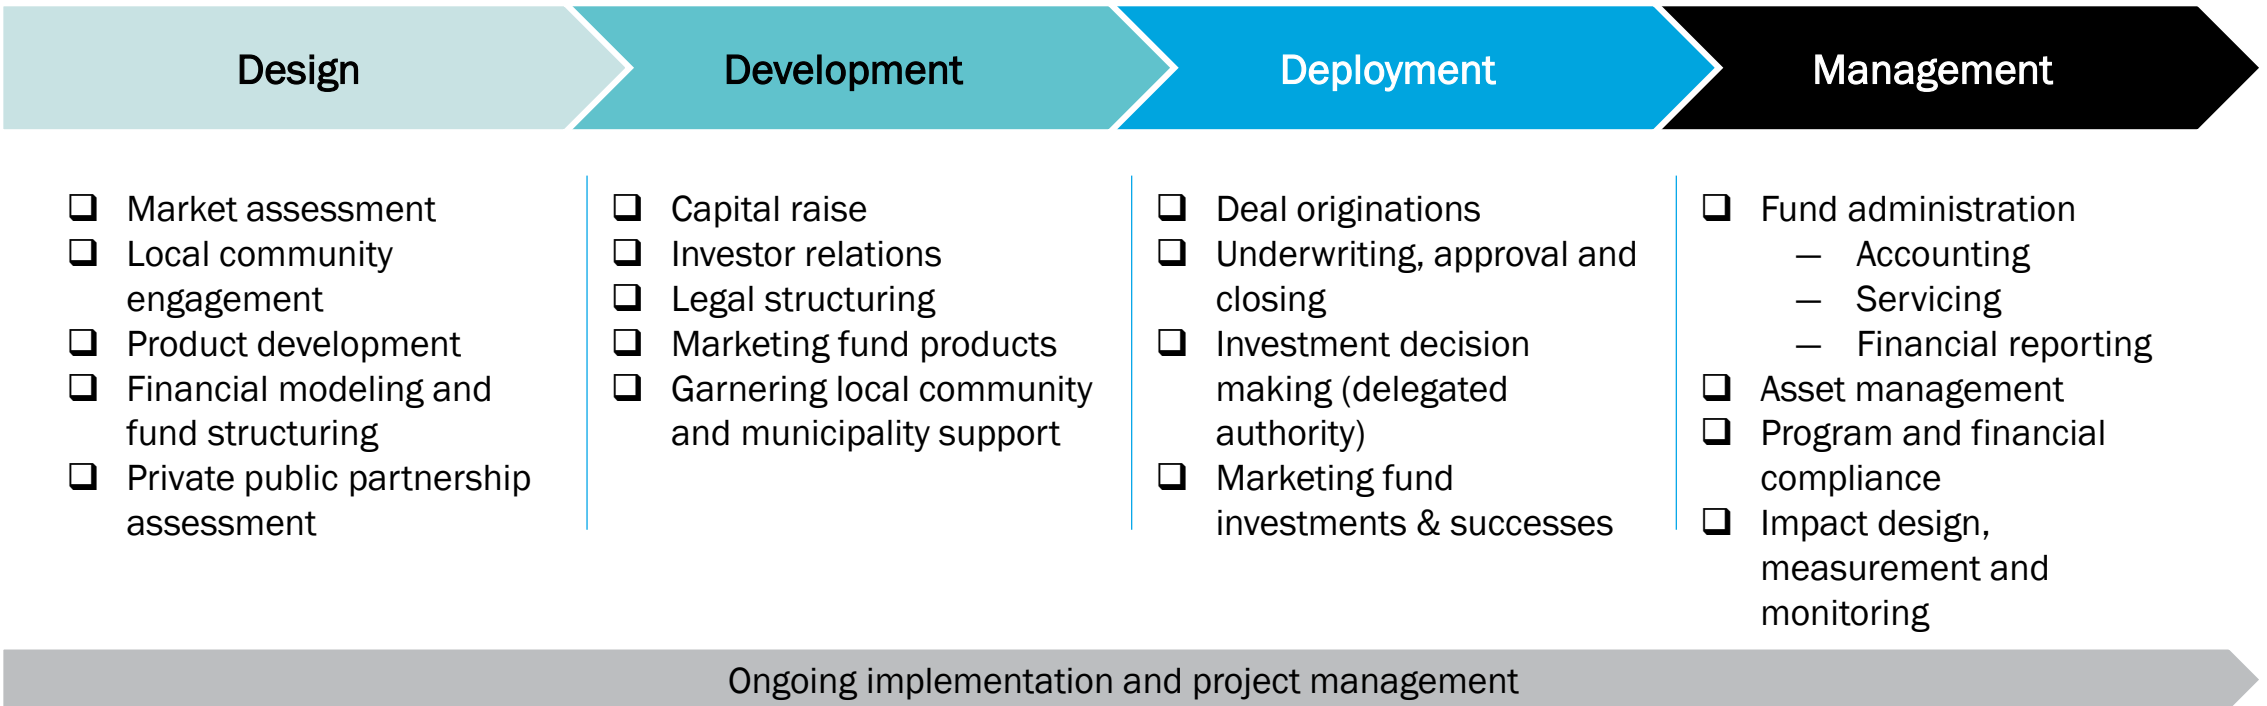 Design
Development
Deployment
Management
❑ Market assessment
❑ Local community
engagement
❑ Product development
❑ Financial modeling and
fund structuring
❑ Private public partnership
assessment
❑ Capital raise
❑ Investor relations
❑ Legal structuring
❑ Marketing fund products
❑ Garnering local community
and municipality support
❑ Deal originations
❑ Underwriting, approval and
closing
❑ Investment decision
making (delegated
authority)
❑ Marketing fund
investments & successes
❑ Fund administration
— Accounting
— Servicing
— Financial reporting
❑ Asset management
❑ Program and financial
compliance
❑ Impact design,
measurement and
monitoring
Ongoing implementation and project management